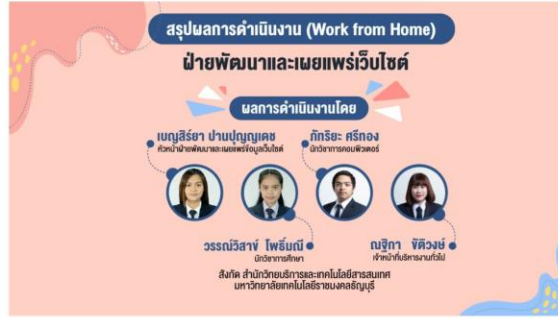 สรุปผลการดำเนินงาน (Work from Home)
ฝ่ายพัฒนาและเผยแพร่เว็บไซต์
ผลการดำเนินงานโดย
เบญสิร์ยา ปานปุญญเดช
หัวหน้าฝ่ายพัฒนาและเผยแพร่ข้อมูลเว็บไซต์
ภัทริยะ ศรีทอง
นักวิชาการคอมพิวเตอร์
วรรณ์วิสาข์ โพธิ์มณี
นักวิชาการศึกษา
ณฐิกา ขัติวงษ์
เจ้าหน้าที่บริหารงานทั่วไป
สังกัด สำนักวิทยบริการและเทคโนโลยีสารสนเทศ
มหาวิทยาลัยเทคโนโลยีราชมงคลธัญบุรี